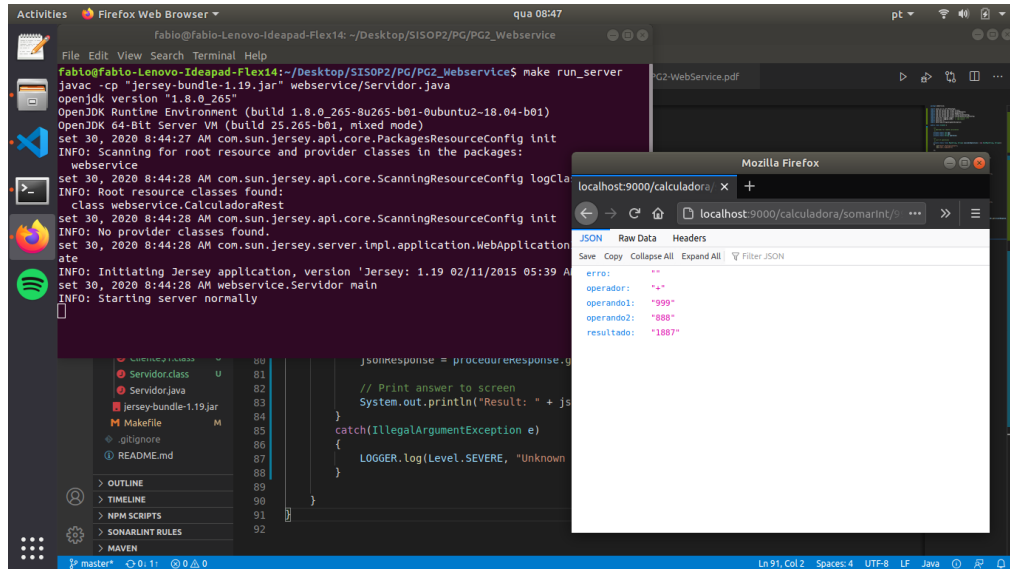 Activities Firefox Web Browser qua 08:47 pt
fabio@fabio-Lenovo-Ideapad-Flex14: ~/Desktop/SISOP2/PG/PG2_Webservice
File Edit View Search Terminal Help
fabio@fabio-Lenovo-Ideapad-Flex14:~/Desktop/SISOP2/PG/PG2_Webservice$ make run_server
javac -cp "jersey-bundle-1.19.jar" webservice/Servidor.java
openjdk version "1.8.0_265"
OpenJDK Runtime Environment (build 1.8.0_265-8u265-b01-0ubuntu2~18.04-b01)
OpenJDK 64-Bit Server VM (build 25.265-b01, mixed mode)
set 30, 2020 8:44:27 AM com.sun.jersey.api.core.PackagesResourceConfig init
INFO: Scanning for root resource and provider classes in the packages:
webservice
set 30, 2020 8:44:28 AM com.sun.jersey.api.core.ScanningResourceConfig logCla
INFO: Root resource classes found:
class webservice.CalculadoraRest
set 30, 2020 8:44:28 AM com.sun.jersey.api.core.ScanningResourceConfig init
INFO: No provider classes found.
set 30, 2020 8:44:28 AM com.sun.jersey.server.impl.application.WebApplication
ate
INFO: Initiating Jersey application, version 'Jersey: 1.19 02/11/2015 05:39 A
set 30, 2020 8:44:28 AM webservice.Servidor main
INFO: Starting server normally
PG2-WebService.pdf
Mozilla Firefox
localhost:9000/calculadora/
localhost:9000/calculadora/somarInt/9
JSON Raw Data Headers
Save Copy Collapse All Expand All Filter JSON
erro: ""
operador: "+"
operando1: "999"
operando2: "888"
resultado: "1887"
Servidor.class U
Servidor.java
jersey-bundle-1.19.jar
Makefile M
.gitignore
README.md
OUTLINE
TIMELINE
NPM SCRIPTS
SONARLINT RULES
MAVEN
80 jsonResponse = procedureResponse.g
81
82 // Print answer to screen
83 System.out.println("Result: " + js
84 }
85 catch(IllegalArgumentException e)
86 {
87 LOGGER.log(Level.SEVERE, "Unknown
88 }
89
90 }
91 }
92
master* 0↓ 1↑ 0 0 Ln 91, Col 2 Spaces: 4 UTF-8 LF Java